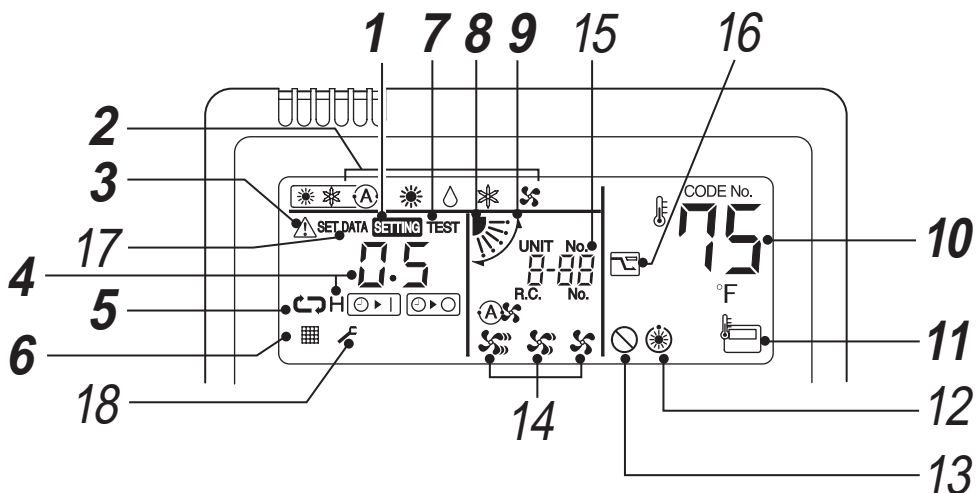 1 7 8 9 15 16
2
3
CODE No.
A
SET DATA SETTING TEST
17
UNIT No.
75
10
4
0.5
8-88
R.C. No.
°F
5
H
A
6
11
18
14
12
13